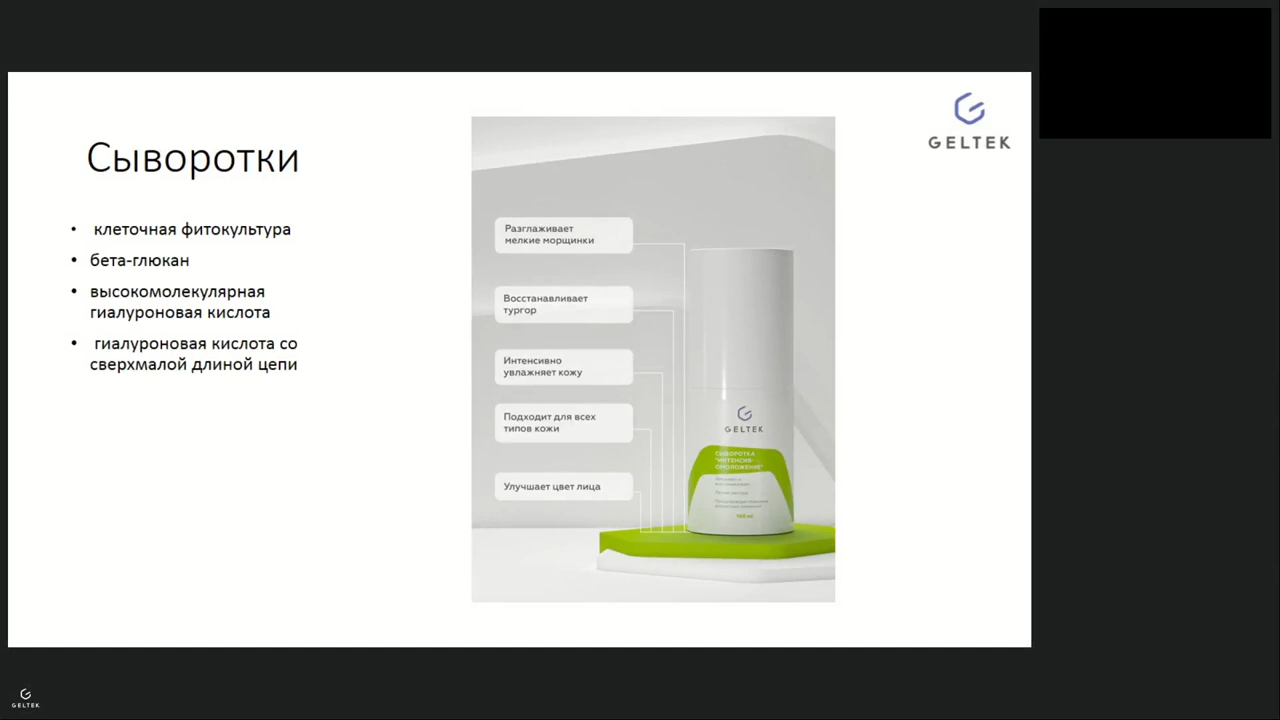 Сыворотки
• клеточная фитокультура
• бета-глюкан
• высокомолекулярная
гиалуроновая кислота
• гиалуроновая кислота со
сверхмалой длиной цепи
Разглаживает
мелкие морщинки
Восстанавливает
тургор
Интенсивно
увлажняет кожу
Подходит для всех
типов кожи
Улучшает цвет лица
GELTEK
СЫВОРОТКА
"ИНТЕНСИВ-
ОМОЛОЖЕНИЕ"
GELTEK
GELTEK